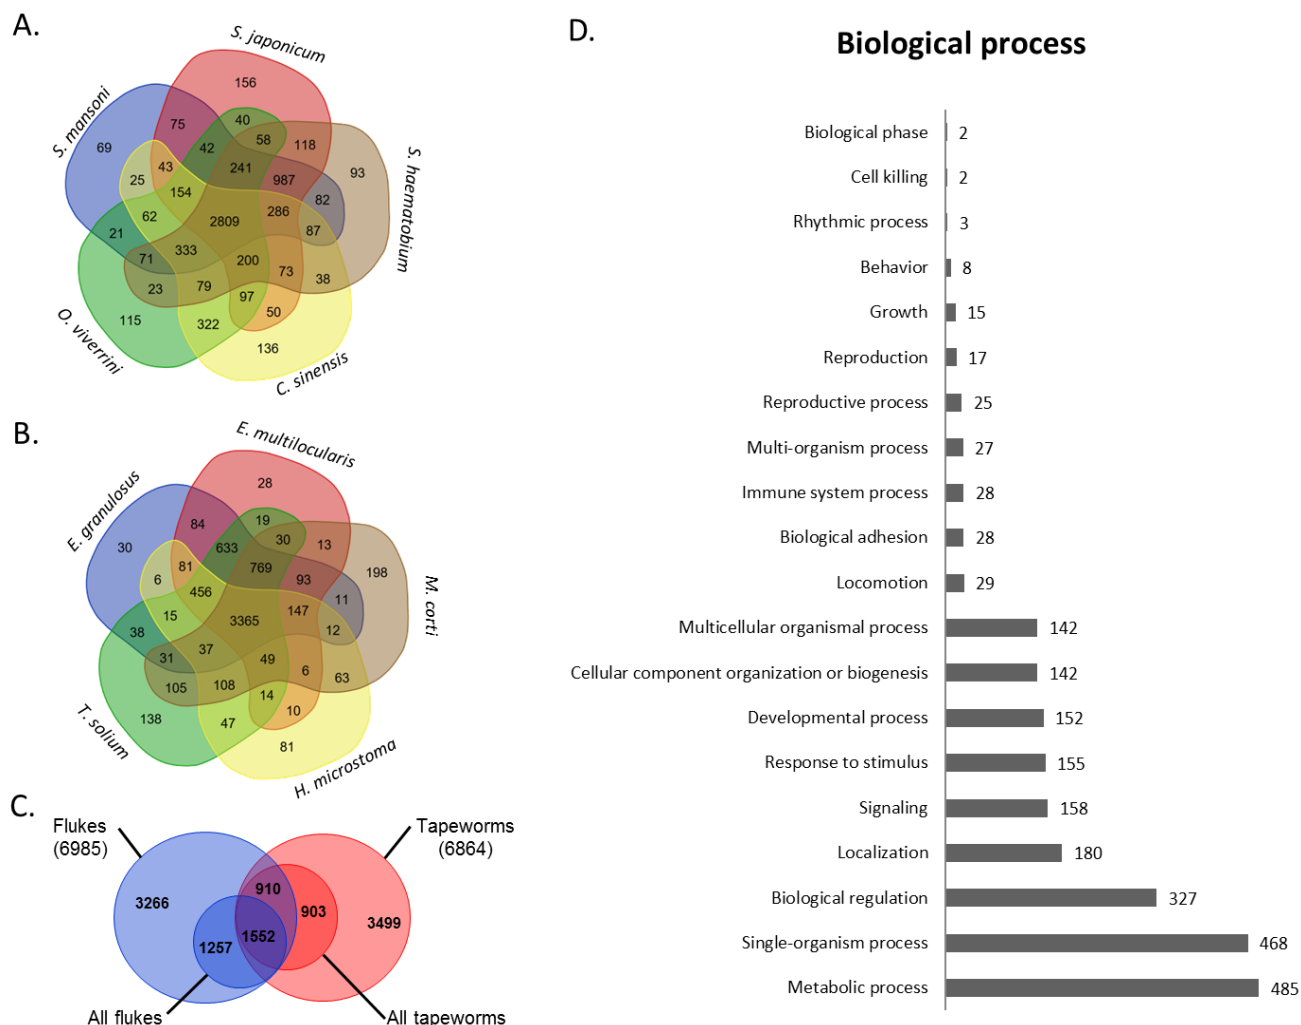 A.
S. japonicum
S. mansoni
S. haematobium
O. viverrini
C. sinensis
156
75
40
69
42
58
118
93
241
43
987
25
154
82
62
2809
286
87
21
333
71
200
73
38
23
79
97
50
115
322
136
B.
E. multilocularis
E. granulosus
M. corti
T. solium
H. microstoma
28
84
19
30
633
30
13
769
198
81
93
6
456
11
15
3365
147
12
38
37
31
49
6
63
105
108
14
10
138
47
81
C.
Flukes
(6985)
Tapeworms
(6864)
910
3266
903
3499
1552
1257
All flukes
All tapeworms
D.
Biological process
Biological phase 2
Cell killing 2
Rhythmic process 3
Behavior 8
Growth 15
Reproduction 17
Reproductive process 25
Multi-organism process 27
Immune system process 28
Biological adhesion 28
Locomotion 29
Multicellular organismal process 142
Cellular component organization or biogenesis 142
Developmental process 152
Response to stimulus 155
Signaling 158
Localization 180
Biological regulation 327
Single-organism process 468
Metabolic process 485